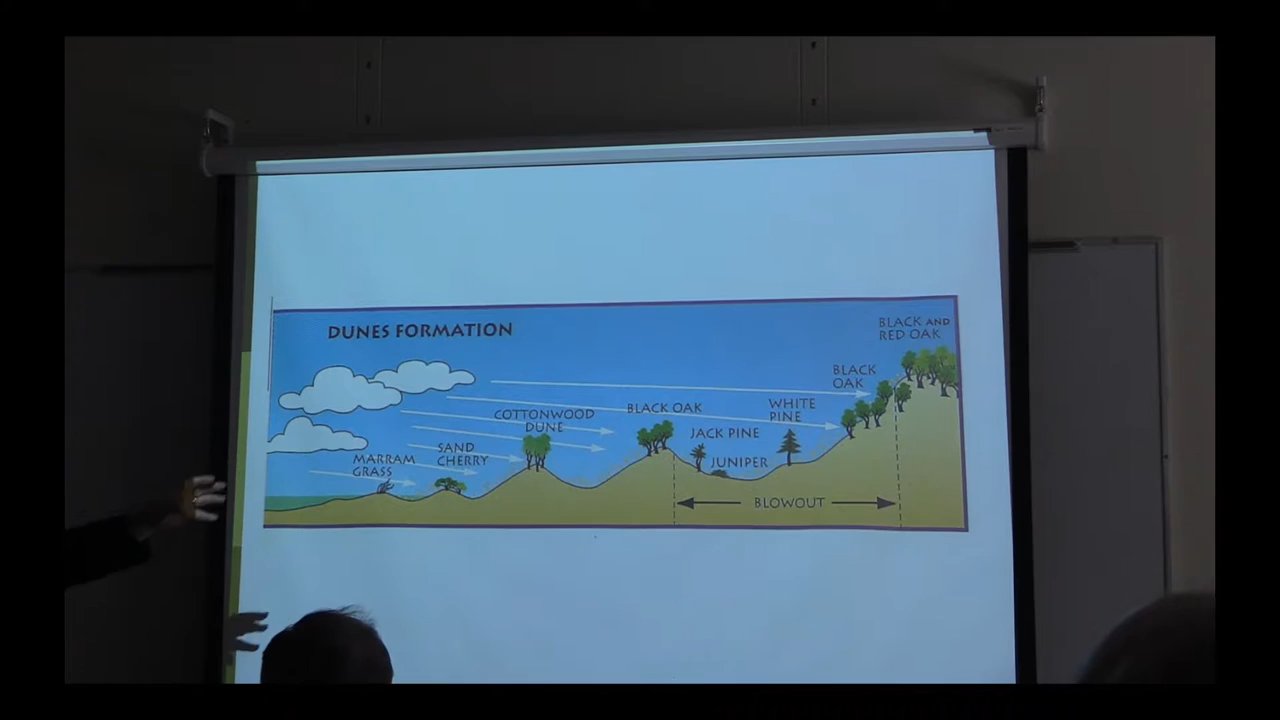 DUNES FORMATION
BLACK AND
RED OAK
BLACK
OAK
WHITE
PINE
COTTONWOOD
DUNE
BLACK OAK
JACK PINE
SAND
CHERRY
MARRAM
GRASS
JUNIPER
BLOWOUT